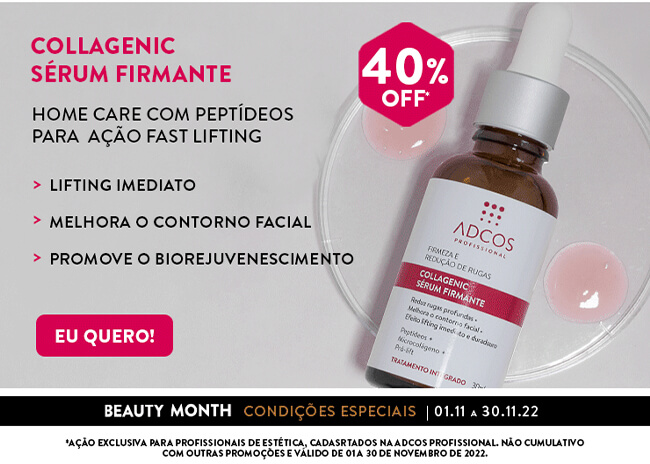 COLLAGENIC
SÉRUM FIRMANTE
40%
OFF*
HOME CARE COM PEPTÍDEOS
PARA AÇÃO FAST LIFTING
> LIFTING IMEDIATO
> MELHORA O CONTORNO FACIAL
> PROMOVE O BIOREJUVENESCIMENTO
EU QUERO!
ADCOS
PROFISSIONAL
FIRMEZA E
REDUÇÃO DE RUGAS
COLLAGENIC
SÉRUM FIRMANTE
Reduz rugas profundas •
Melhora o contorno facial •
Efeito lifting imediato e duradouro
Peptídeos +
Nanocolágeno +
Pró-lift
TRATAMENTO INTEGRADO
30ml
BEAUTY MONTH CONDIÇÕES ESPECIAIS | 01.11 A 30.11.22
*AÇÃO EXCLUSIVA PARA PROFISSIONAIS DE ESTÉTICA, CADASRTADOS NA ADCOS PROFISSIONAL. NÃO CUMULATIVO
COM OUTRAS PROMOÇÕES E VÁLIDO DE 01 A 30 DE NOVEMBRO DE 2022.